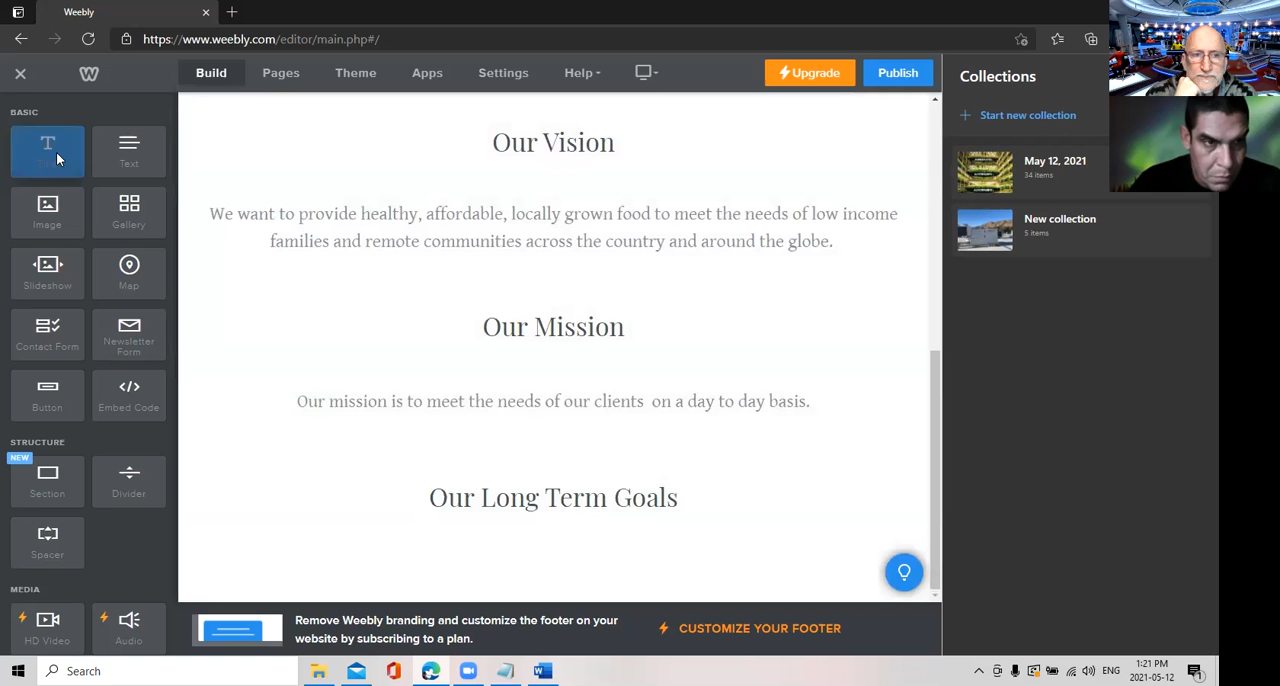 Weebly
https://www.weebly.com/editor/main.php#/
Build
Pages
Theme
Apps
Settings
Help
Upgrade
Publish
Collections
Start new collection
May 12, 2021
34 items
New collection
5 items
BASIC
Text
Image
Gallery
Slideshow
Map
Contact Form
Newsletter
Form
Button
Embed Code
STRUCTURE
NEW
Section
Divider
Spacer
MEDIA
HD Video
Audio
Our Vision
We want to provide healthy, affordable, locally grown food to meet the needs of low income
families and remote communities across the country and around the globe.
Our Mission
Our mission is to meet the needs of our clients  on a day to day basis.
Our Long Term Goals
Remove Weebly branding and customize the footer on your
website by subscribing to a plan.
CUSTOMIZE YOUR FOOTER
Search
ENG
1:21 PM
2021-05-12
1